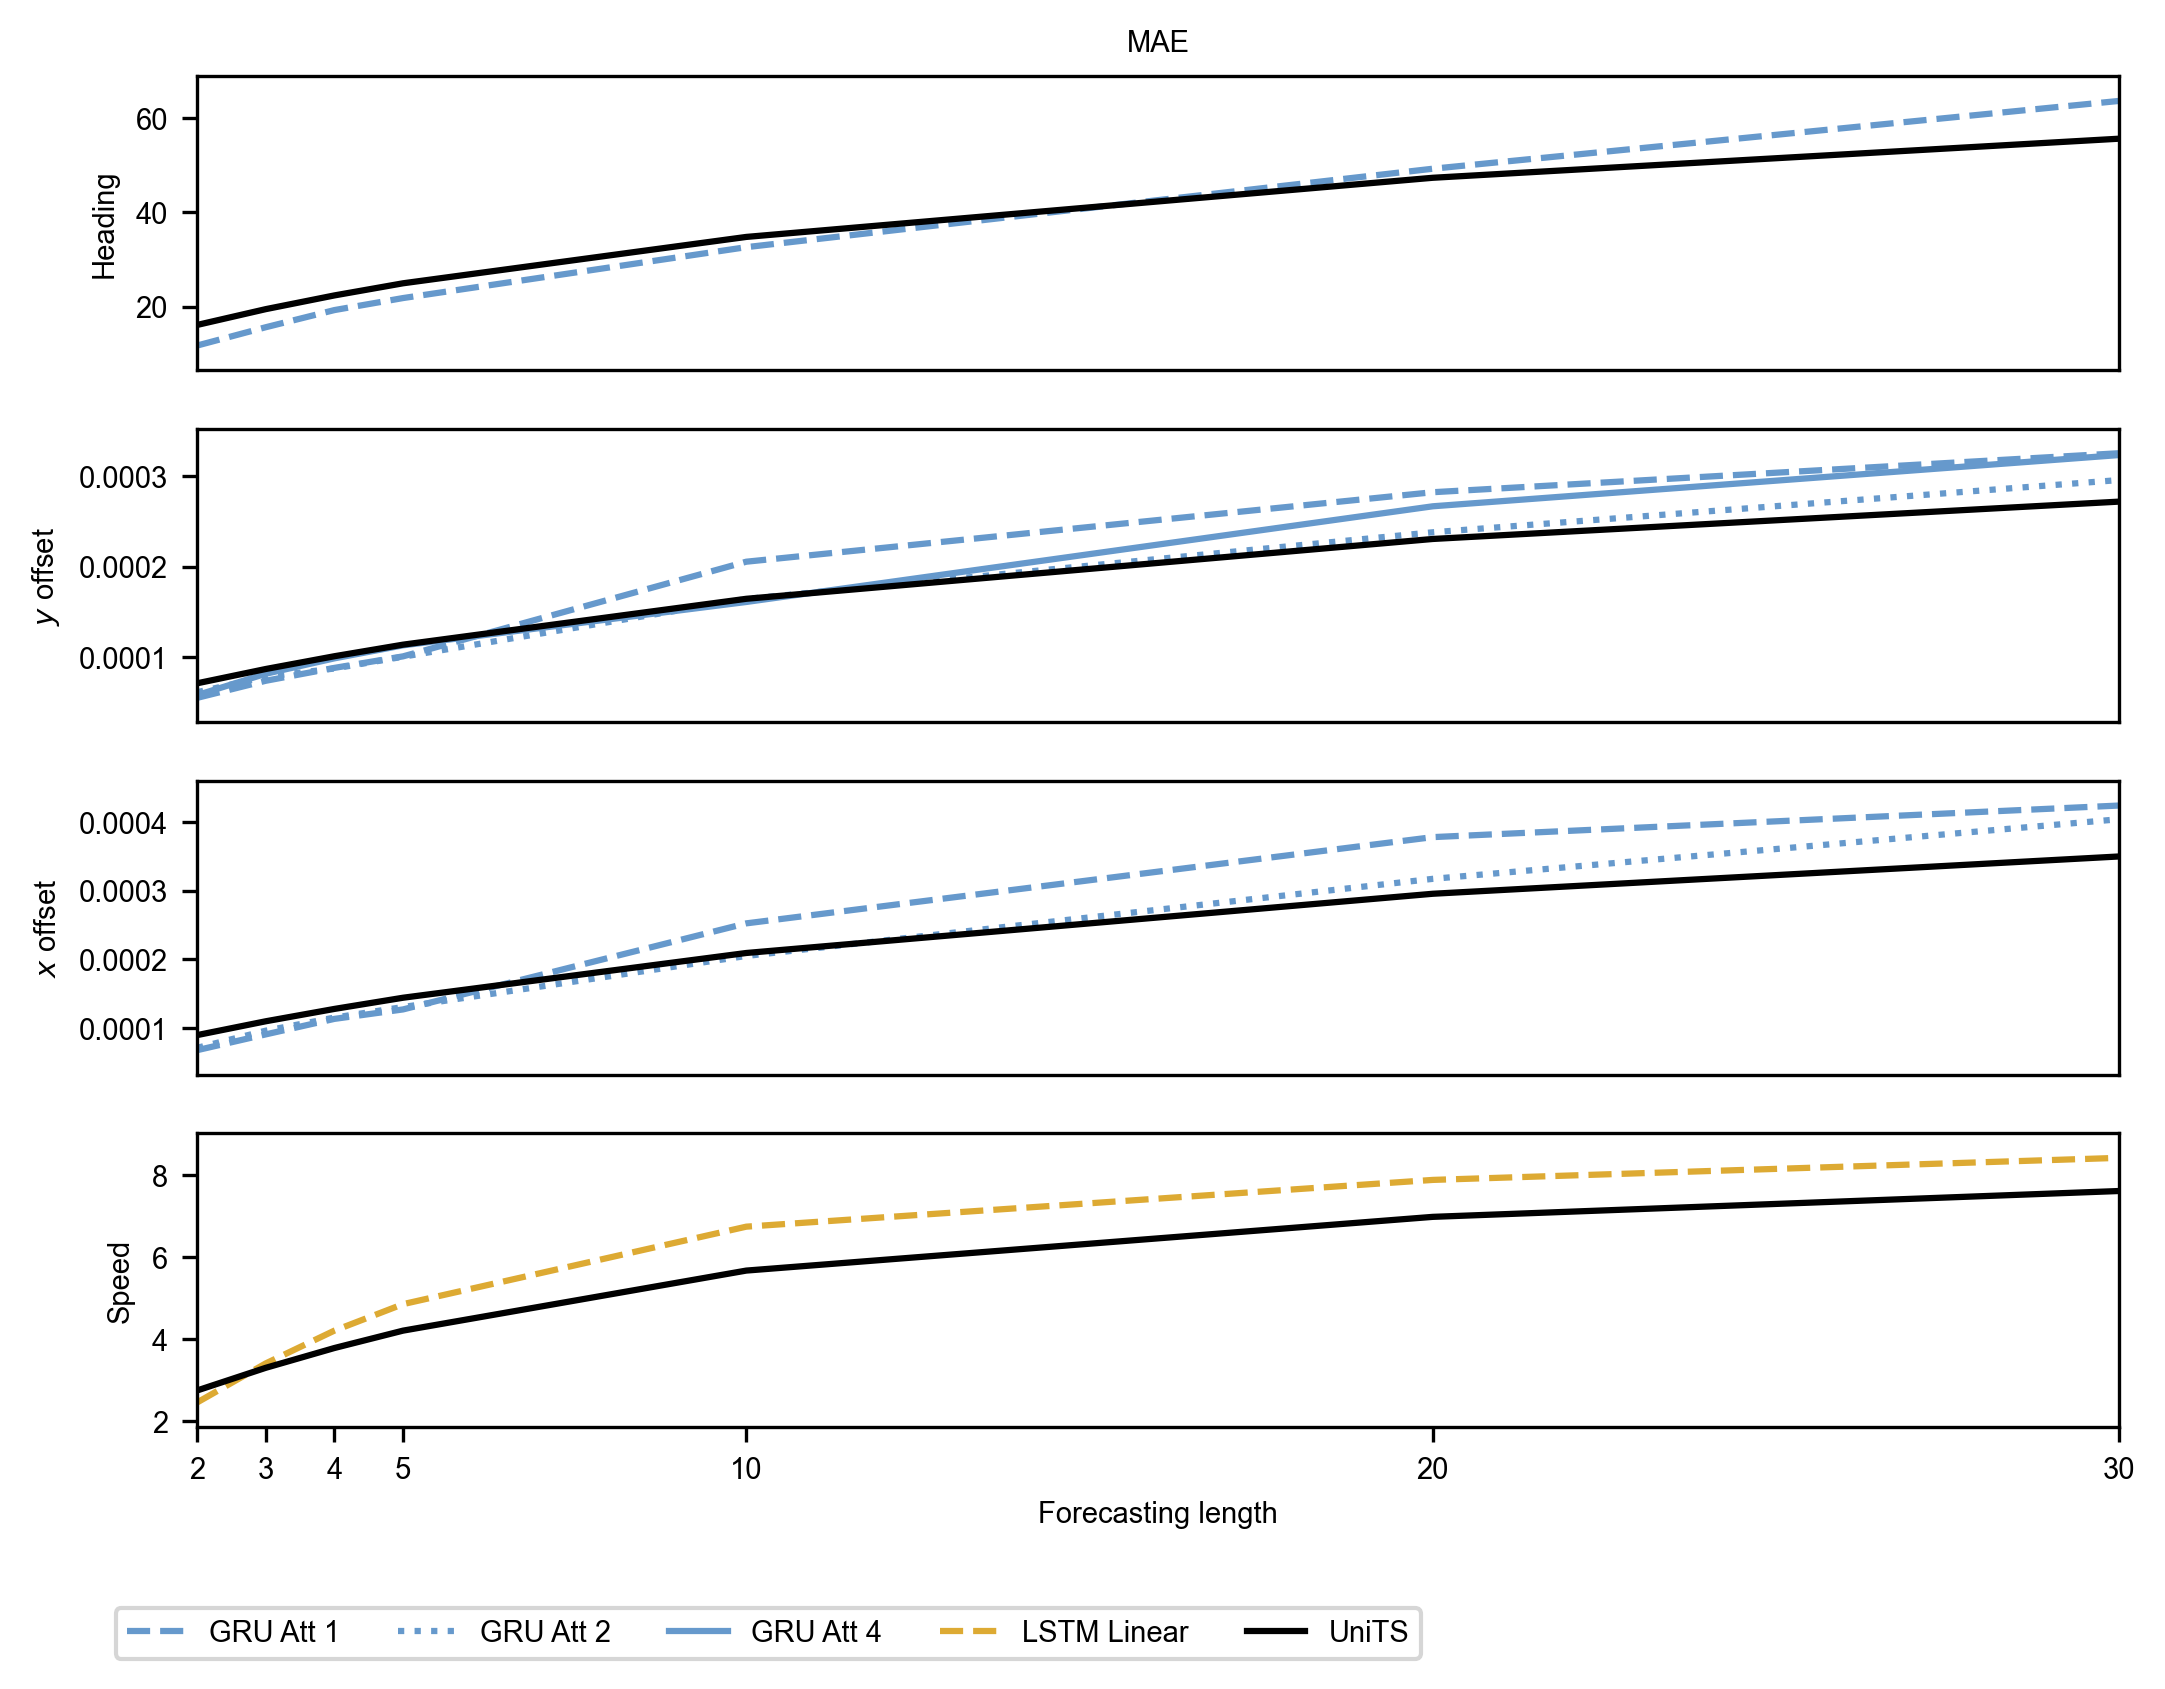 MAE
Heading
60
40
20
y offset
0.0003
0.0002
0.0001
x offset
0.0004
0.0003
0.0002
0.0001
Speed
8
6
4
2
2 3 4 5 10 20 30
Forecasting length
GRU Att 1 GRU Att 2 GRU Att 4 LSTM Linear UniTS